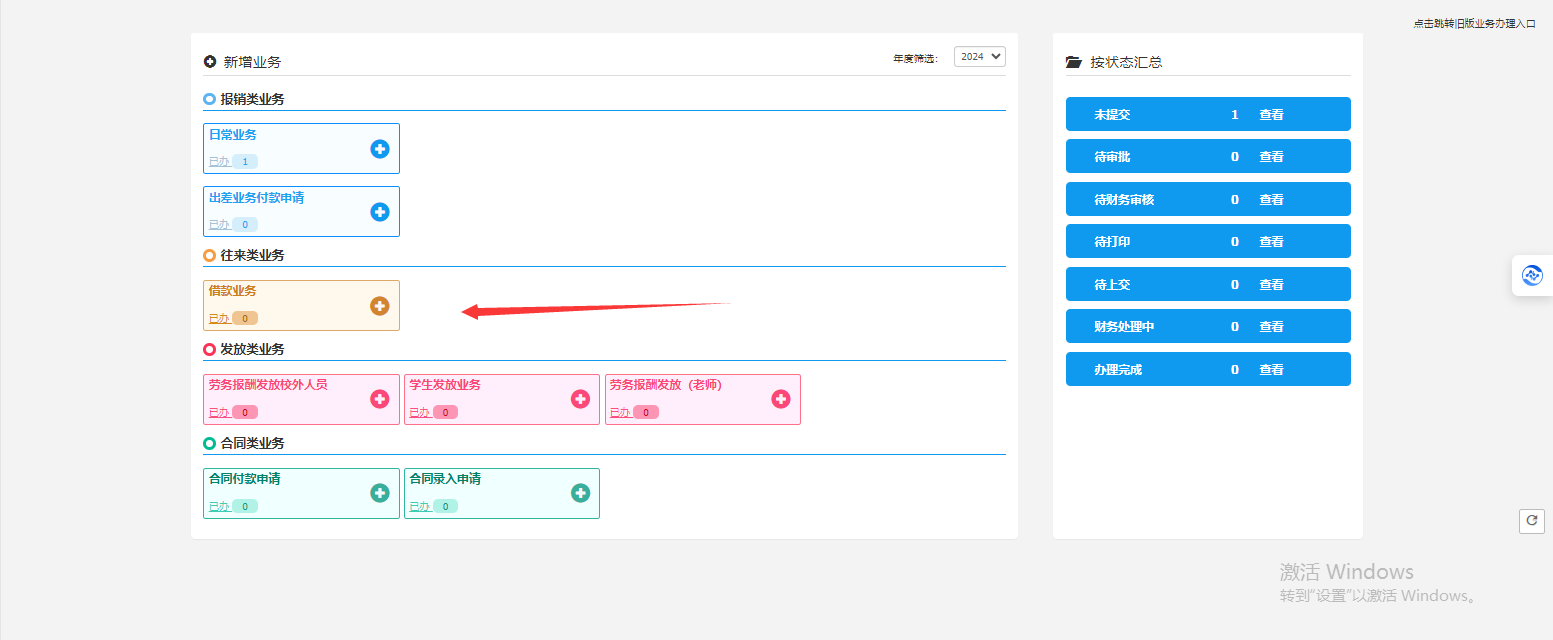 点击跳转旧版业务办理入口
新增业务
年度筛选： 2024
报销类业务
日常业务
已办 1
出差业务付款申请
已办 0
往来类业务
借款业务
已办 0
发放类业务
劳务报酬发放校外人员 学生发放业务 劳务报酬发放（老师）
已办 0 已办 0 已办 0
合同类业务
合同付款申请 合同录入申请
已办 0 已办 0
按状态汇总
未提交 1 查看
待审批 0 查看
待财务审核 0 查看
待打印 0 查看
待上交 0 查看
财务处理中 0 查看
办理完成 0 查看
激活 Windows
转到"设置"以激活 Windows。